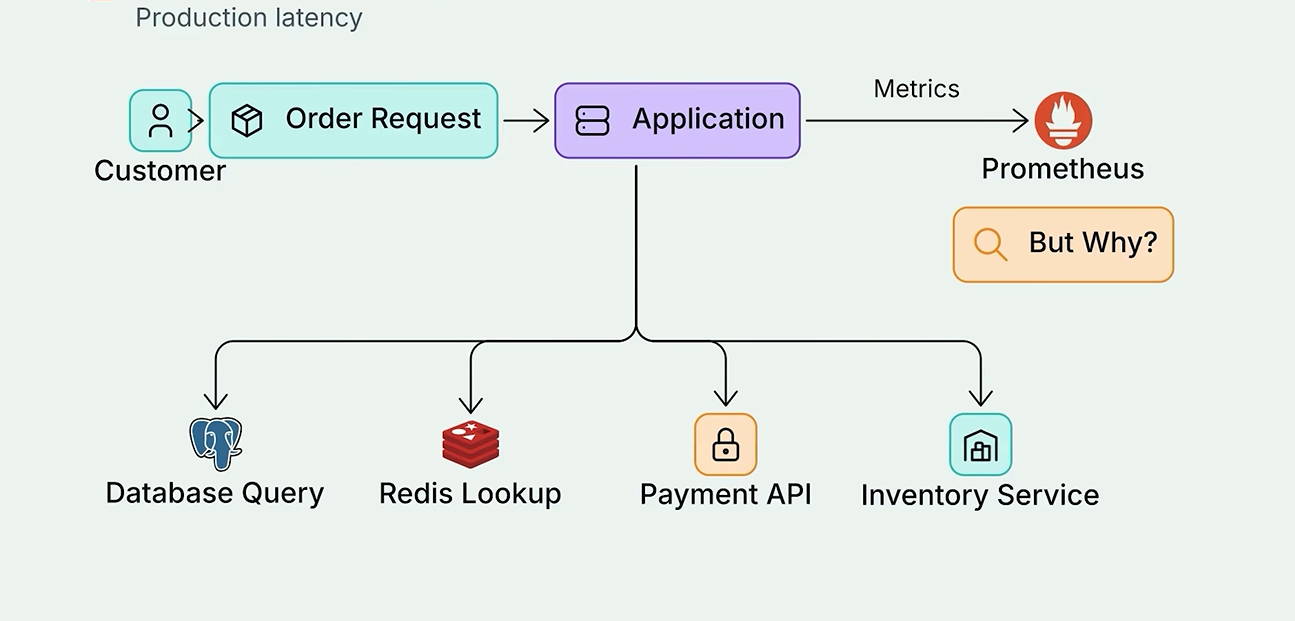 Production latency
Metrics
Order Request
Application
Customer
Prometheus
But Why?
Database Query
Redis Lookup
Payment API
Inventory Service